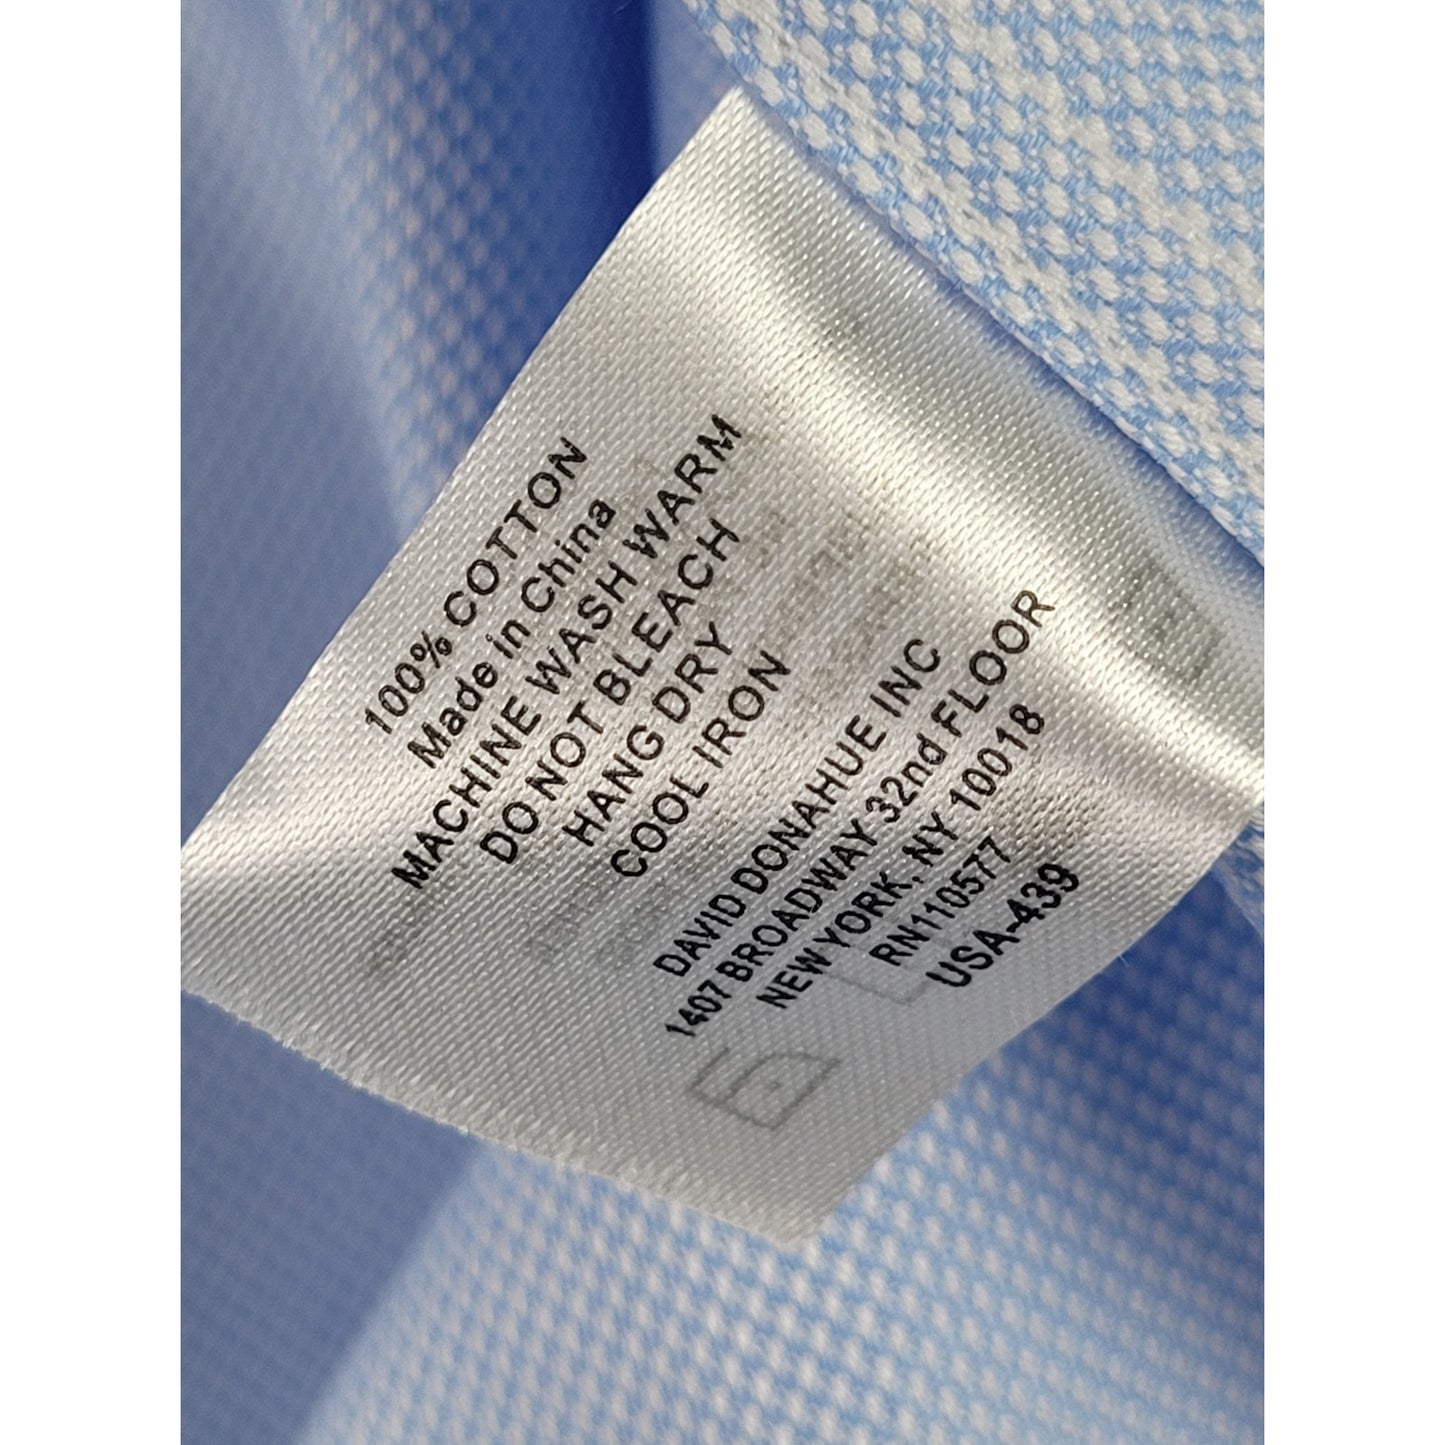 100% COTTON
Made in China
MACHINE WASH WARM
DO NOT BLEACH
HANG DRY
COOL IRON
DAVID DONAHUE INC
1407 BROADWAY 32nd FLOOR
NEW YORK, NY 10018
RN110577
USA-439